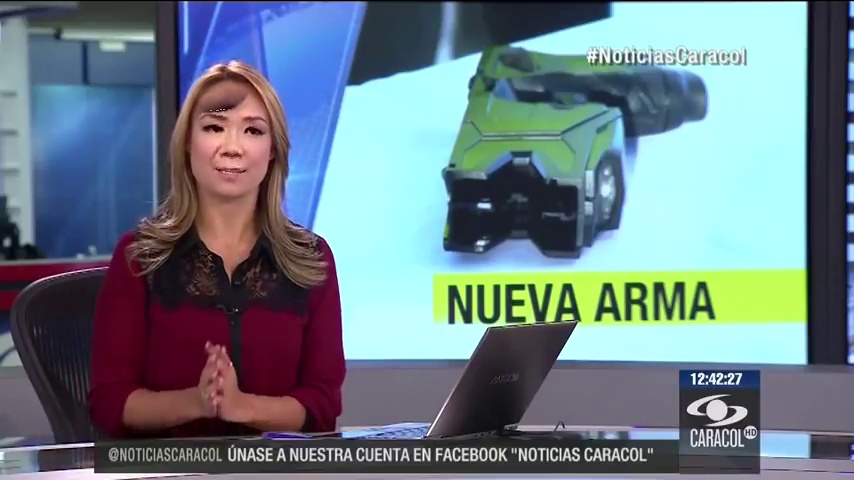 #NoticiasCaracol
NUEVA ARMA
12:42:27
CARACOL HD
@NOTICIASCARACOL ÚNASE A NUESTRA CUENTA EN FACEBOOK "NOTICIAS CARACOL"